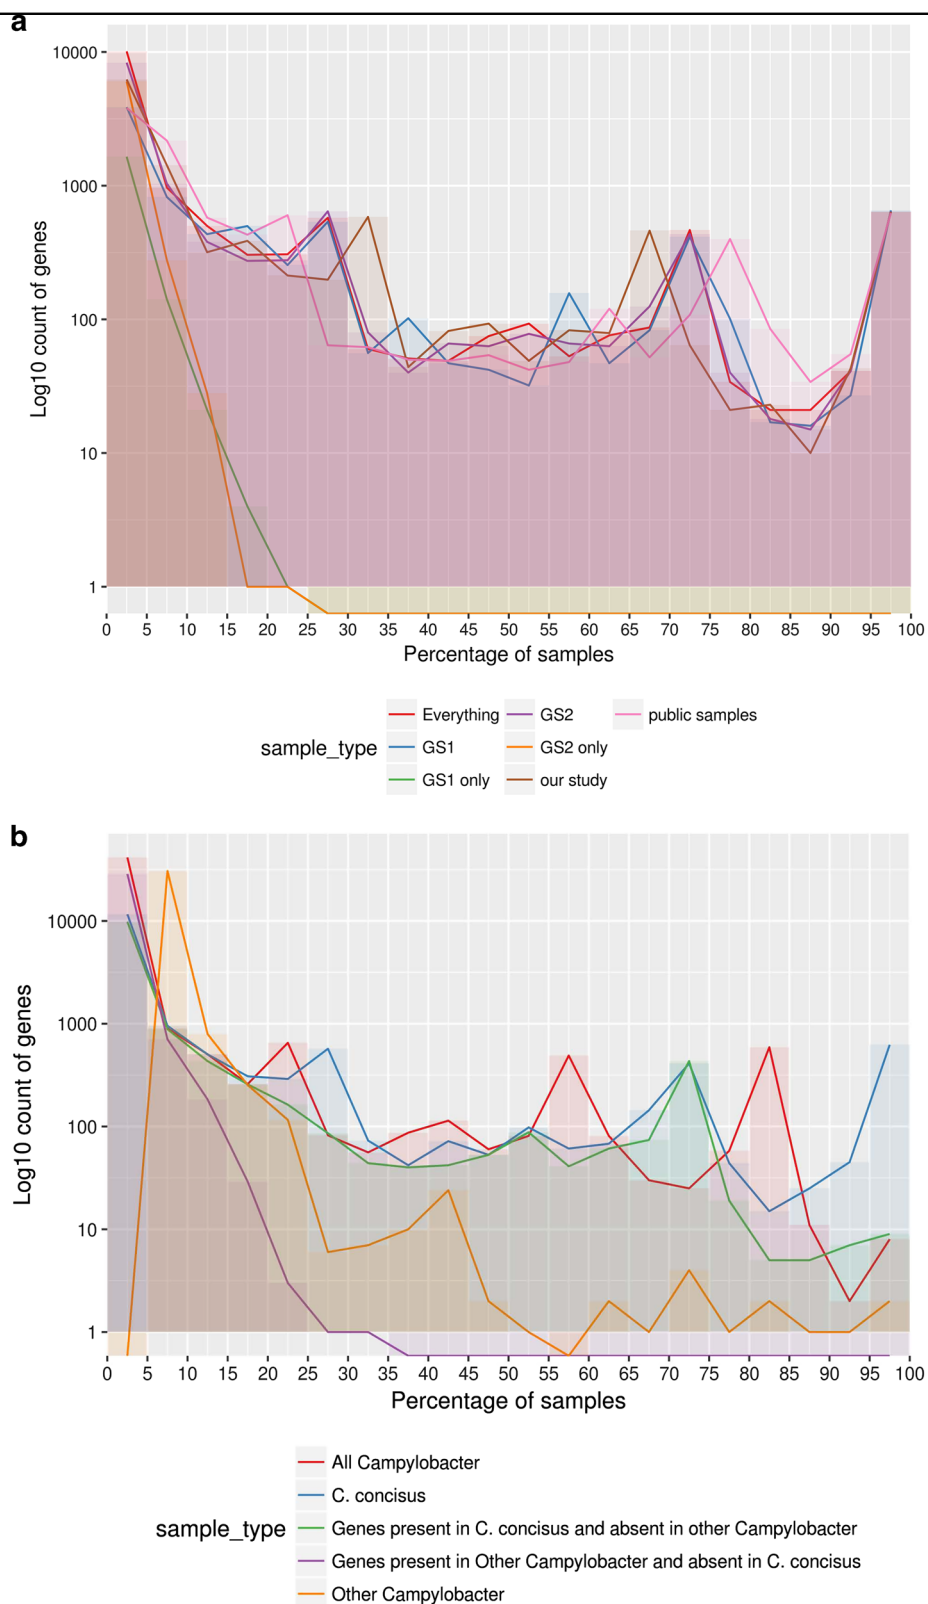 a
10000
1000
100
10
1
Log10 count of genes
0 5 10 15 20 25 30 35 40 45 50 55 60 65 70 75 80 85 90 95 100
Percentage of samples
sample_type
Everything GS2 public samples
GS1 GS2 only
GS1 only our study
b
10000
1000
100
10
1
Log10 count of genes
0 5 10 15 20 25 30 35 40 45 50 55 60 65 70 75 80 85 90 95 100
Percentage of samples
sample_type
All Campylobacter
C. concisus
Genes present in C. concisus and absent in other Campylobacter
Genes present in Other Campylobacter and absent in C. concisus
Other Campylobacter